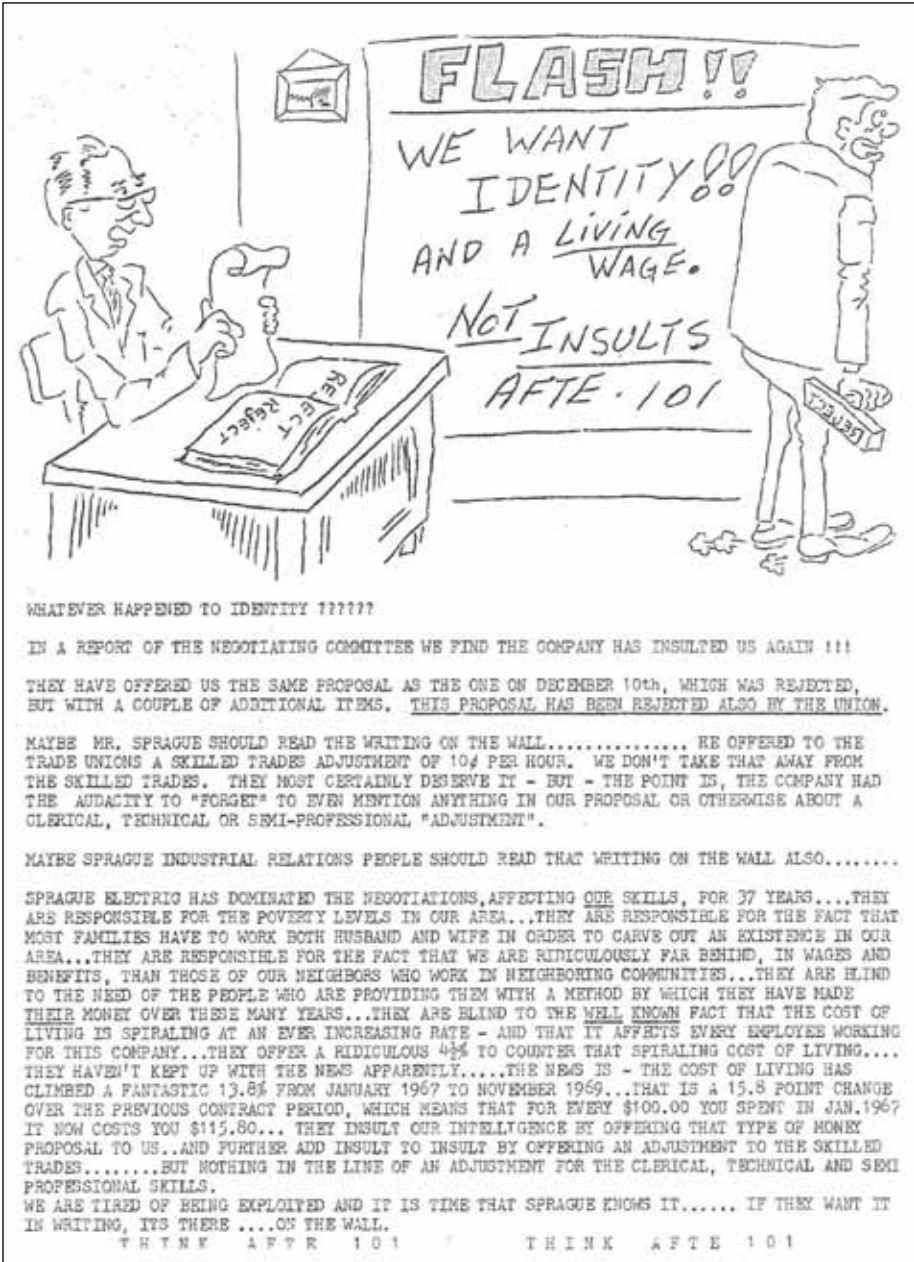 FLASH!!
WE WANT
IDENTITY!!
AND A LIVING
WAGE.
NOT INSULTS
AFTE·101
REJECT
REJECT
REJECT
WHATEVER HAPPENED TO IDENTITY ??????
IN A REPORT OF THE NEGOTIATING COMMITTEE WE FIND THE COMPANY HAS INSULTED US AGAIN !!!
THEY HAVE OFFERED US THE SAME PROPOSAL AS THE ONE ON DECEMBER 10th, WHICH WAS REJECTED,
BUT WITH A COUPLE OF ADDITIONAL ITEMS. THIS PROPOSAL HAS BEEN REJECTED ALSO BY THE UNION.
MAYBE MR. SPRAGUE SHOULD READ THE WRITING ON THE WALL............... HE OFFERED TO THE
TRADE UNIONS A SKILLED TRADES ADJUSTMENT OF 10¢ PER HOUR. WE DON'T TAKE THAT AWAY FROM
THE SKILLED TRADES. THEY MOST CERTAINLY DESERVE IT - BUT - THE POINT IS, THE COMPANY HAD
THE AUDACITY TO "FORGET" TO EVEN MENTION ANYTHING IN OUR PROPOSAL OR OTHERWISE ABOUT A
CLERICAL, TECHNICAL OR SEMI-PROFESSIONAL "ADJUSTMENT".
MAYBE SPRAGUE INDUSTRIAL RELATIONS PEOPLE SHOULD READ THAT WRITING ON THE WALL ALSO........
SPRAGUE ELECTRIC HAS DOMINATED THE NEGOTIATIONS,AFFECTING OUR SKILLS, FOR 37 YEARS....THEY
ARE RESPONSIBLE FOR THE POVERTY LEVELS IN OUR AREA...THEY ARE RESPONSIBLE FOR THE FACT THAT
MOST FAMILIES HAVE TO WORK BOTH HUSBAND AND WIFE IN ORDER TO CARVE OUT AN EXISTENCE IN OUR
AREA...THEY ARE RESPONSIBLE FOR THE FACT THAT WE ARE RIDICULOUSLY FAR BEHIND, IN WAGES AND
BENEFITS, THAN THOSE OF OUR NEIGHBORS WHO WORK IN NEIGHBORING COMMUNITIES...THEY ARE BLIND
TO THE NEED OF THE PEOPLE WHO ARE PROVIDING THEM WITH A METHOD BY WHICH THEY HAVE MADE
THEIR MONEY OVER THESE MANY YEARS...THEY ARE BLIND TO THE WELL KNOWN FACT THAT THE COST OF
LIVING IS SPIRALING AT AN EVER INCREASING RATE - AND THAT IT AFFECTS EVERY EMPLOYEE WORKING
FOR THIS COMPANY...THEY OFFER A RIDICULOUS 4½% TO COUNTER THAT SPIRALING COST OF LIVING....
THEY HAVEN'T KEPT UP WITH THE NEWS APPARENTLY.....THE NEWS IS - THE COST OF LIVING HAS
CLIMBED A FANTASTIC 13.8% FROM JANUARY 1967 TO NOVEMBER 1969...THAT IS A 15.8 POINT CHANGE
OVER THE PREVIOUS CONTRACT PERIOD, WHICH MEANS THAT FOR EVERY $100.00 YOU SPENT IN JAN.1967
IT NOW COSTS YOU $115.80... THEY INSULT OUR INTELLIGENCE BY OFFERING THAT TYPE OF MONEY
PROPOSAL TO US..AND FURTHER ADD INSULT TO INSULT BY OFFERING AN ADJUSTMENT TO THE SKILLED
TRADES........BUT NOTHING IN THE LINE OF AN ADJUSTMENT FOR THE CLERICAL, TECHNICAL AND SEMI
PROFESSIONAL SKILLS.
WE ARE TIRED OF BEING EXPLOITED AND IT IS TIME THAT SPRAGUE KNOWS IT...... IF THEY WANT IT
IN WRITING, ITS THERE ....ON THE WALL.
THINK AFTE 101 THINK AFTE 101